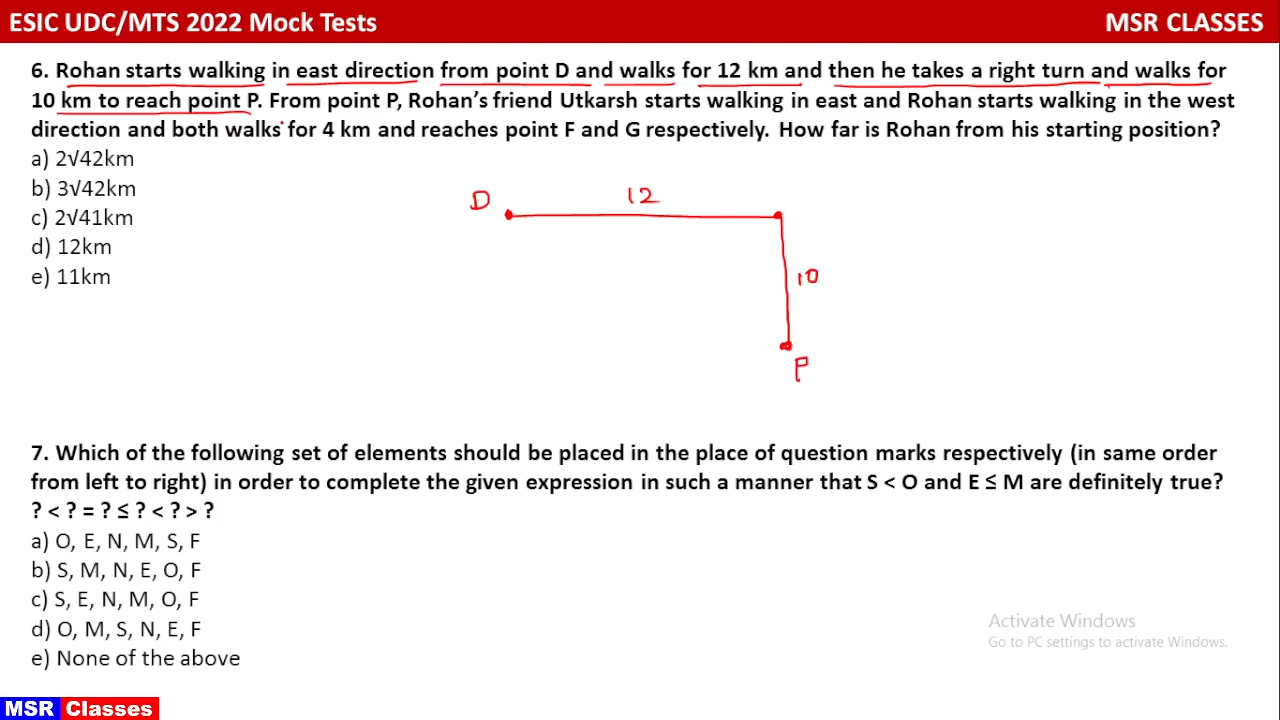 ESIC UDC/MTS 2022 Mock Tests
MSR CLASSES
6. Rohan starts walking in east direction from point D and walks for 12 km and then he takes a right turn and walks for
10 km to reach point P. From point P, Rohan's friend Utkarsh starts walking in east and Rohan starts walking in the west
direction and both walks for 4 km and reaches point F and G respectively. How far is Rohan from his starting position?
a) 2√42km
b) 3√42km
c) 2√41km
d) 12km
e) 11km
D
12
10
P
7. Which of the following set of elements should be placed in the place of question marks respectively (in same order
from left to right) in order to complete the given expression in such a manner that S < O and E ≤ M are definitely true?
? < ? = ? ≤ ? < ? > ?
a) O, E, N, M, S, F
b) S, M, N, E, O, F
c) S, E, N, M, O, F
d) O, M, S, N, E, F
e) None of the above
Activate Windows
Go to PC settings to activate Windows.
MSR Classes